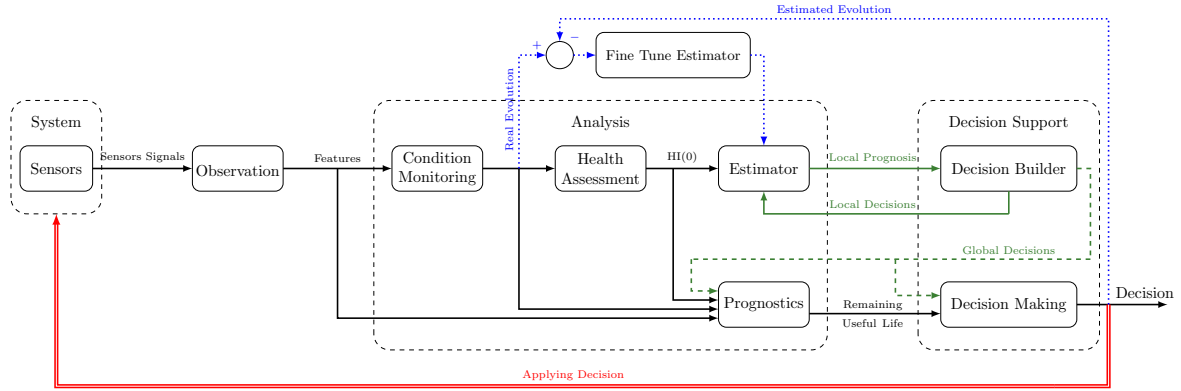 Estimated Evolution
+
−
Fine Tune Estimator
Real Evolution
System
Analysis
Decision Support
Sensors
Sensors Signals
Observation
Features
Condition
Monitoring
Health
Assessment
HI(0)
Estimator
Local Prognosis
Decision Builder
Local Decisions
Global Decisions
Prognostics
Remaining
Useful Life
Decision Making
Decision
Applying Decision